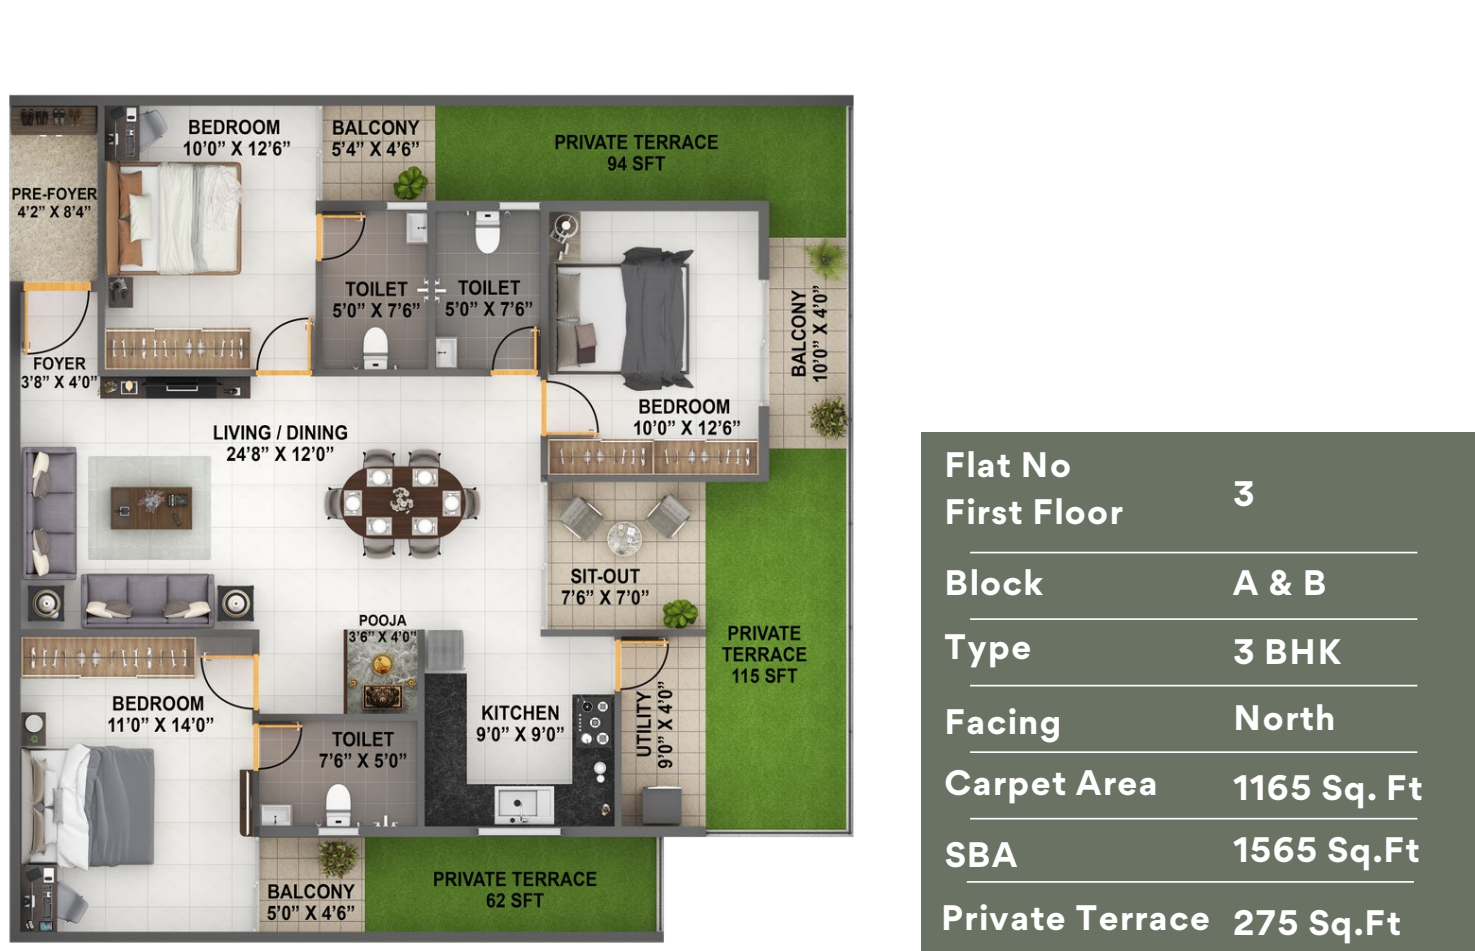 BEDROOM
10'0" X 12'6"
BALCONY
5'4" X 4'6"
PRIVATE TERRACE
94 SFT
PRE-FOYER
4'2" X 8'4"
TOILET
5'0" X 7'6"
TOILET
5'0" X 7'6"
BALCONY
10'0" X 4'0"
FOYER
3'8" X 4'0"
BEDROOM
10'0" X 12'6"
LIVING / DINING
24'8" X 12'0"
SIT-OUT
7'6" X 7'0"
POOJA
3'6" X 4'0"
PRIVATE
TERRACE
115 SFT
BEDROOM
11'0" X 14'0"
KITCHEN
9'0" X 9'0"
UTILITY
9'0" X 4'0"
TOILET
7'6" X 5'0"
BALCONY
5'0" X 4'6"
PRIVATE TERRACE
62 SFT
Flat No
First Floor 3
Block A & B
Type 3 BHK
Facing North
Carpet Area 1165 Sq. Ft
SBA 1565 Sq.Ft
Private Terrace 275 Sq.Ft